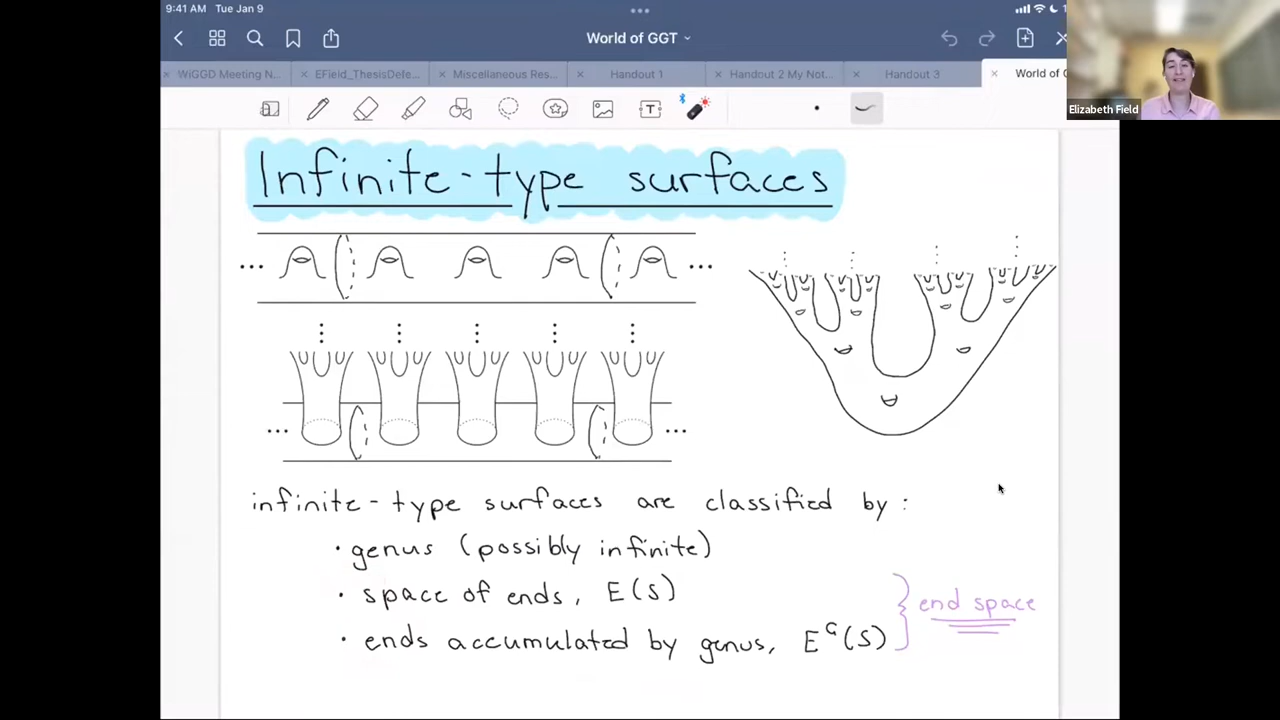 9:41 AM Tue Jan 9
World of GGT
WiGGD Meeting N...
EField_ThesisDefe...
Miscellaneous Res...
Handout 1
Handout 2 My Not...
Handout 3
World of
Elizabeth Field
Infinite-type surfaces
infinite-type surfaces are classified by:
• genus (possibly infinite)
• space of ends, E(S)
• ends accumulated by genus, E^G(S)
end space